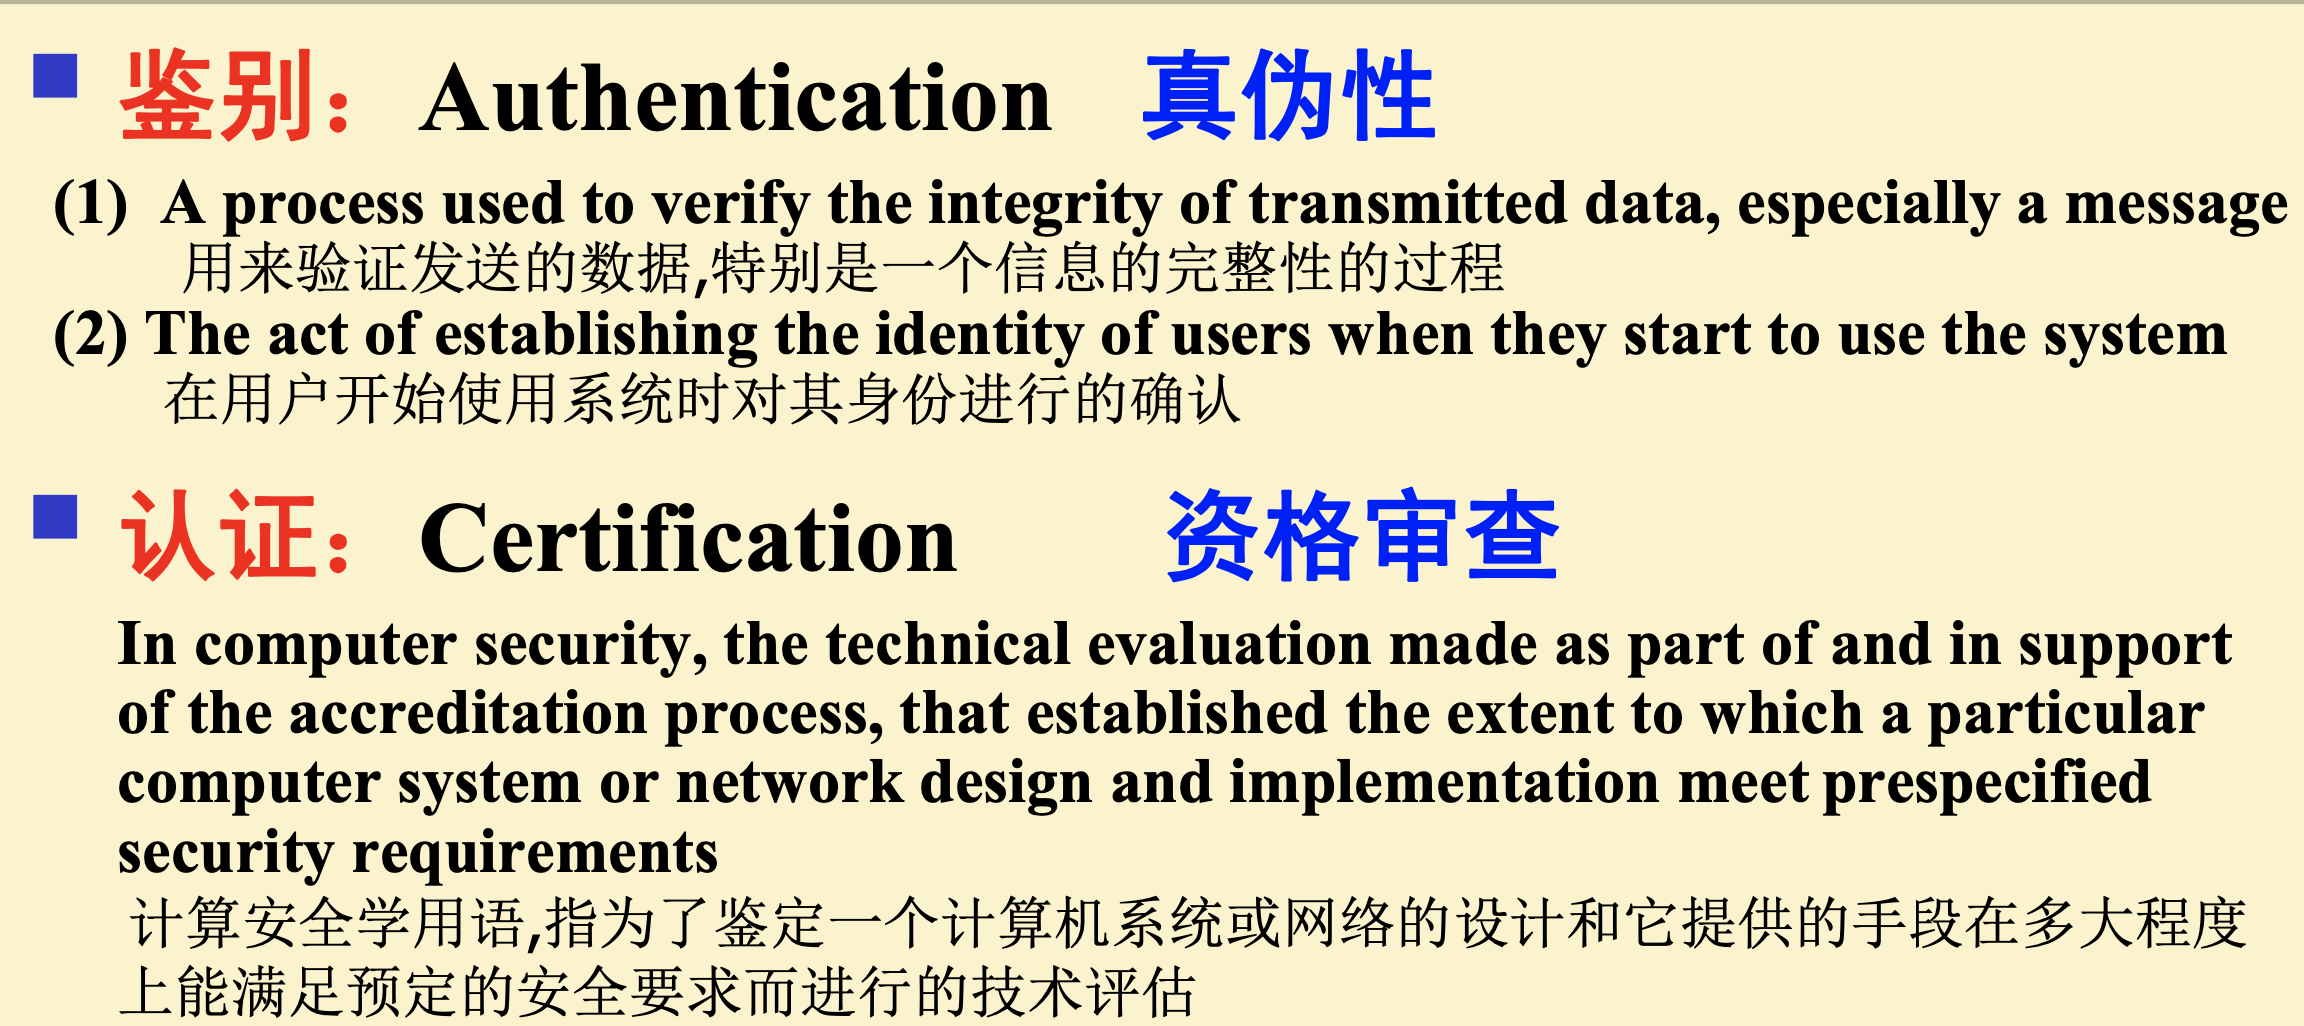 鉴别： Authentication 真伪性
(1) A process used to verify the integrity of transmitted data, especially a message
用来验证发送的数据,特别是一个信息的完整性的过程
(2) The act of establishing the identity of users when they start to use the system
在用户开始使用系统时对其身份进行的确认
认证： Certification 资格审查
In computer security, the technical evaluation made as part of and in support
of the accreditation process, that established the extent to which a particular
computer system or network design and implementation meet prespecified
security requirements
计算安全学用语,指为了鉴定一个计算机系统或网络的设计和它提供的手段在多大程度
上能满足预定的安全要求而进行的技术评估